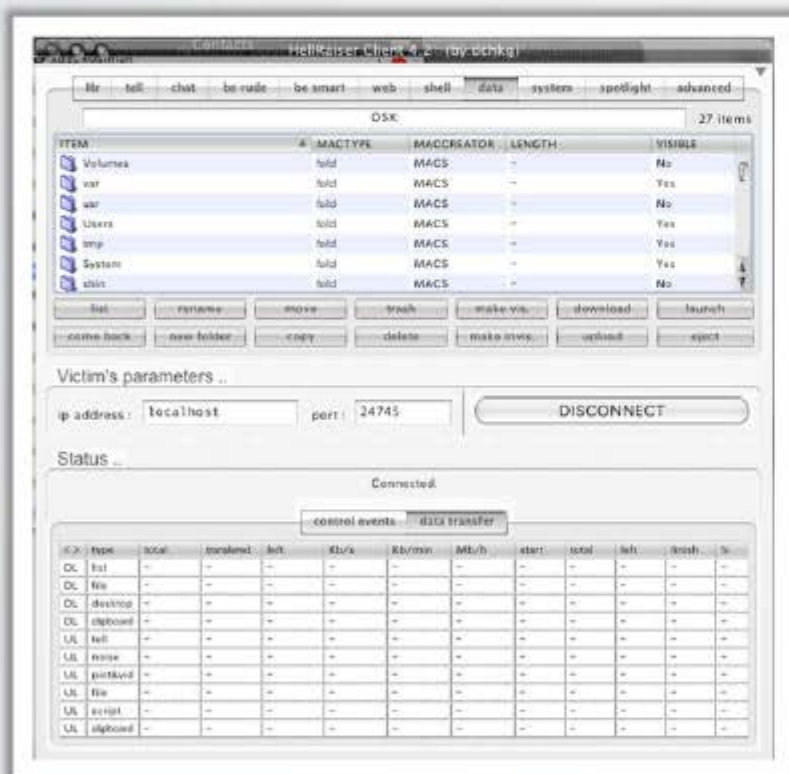 Contacts
HellRaiser Client 4.2 - (by dchkg)
tell chat be rude be smart web shell data system spotlight advanced
OSX 27 items
ITEM MACTYPE MACCREATOR LENGTH VISIBLE
Volumes fold MACS - No
var fold MACS - Yes
usr fold MACS - No
Users fold MACS - Yes
tmp fold MACS - Yes
System fold MACS - Yes
sbin fold MACS - No
list rename move trash make vis. download launch
come back new folder copy delete make invis. upload eject
Victim's parameters ..
ip address : localhost port : 24745 DISCONNECT
Status ..
Connected
control events data transfer
<> type total transfered left Kb/s Kb/min Mb/h start total left finish %
DL list - - - - - - - - - - -
DL file - - - - - - - - - - -
DL desktop - - - - - - - - - - -
DL clipboard - - - - - - - - - - -
UL tell - - - - - - - - - - -
UL noise - - - - - - - - - - -
UL pict&vid - - - - - - - - - - -
UL file - - - - - - - - - - -
UL script - - - - - - - - - - -
UL clipboard - - - - - - - - - - -